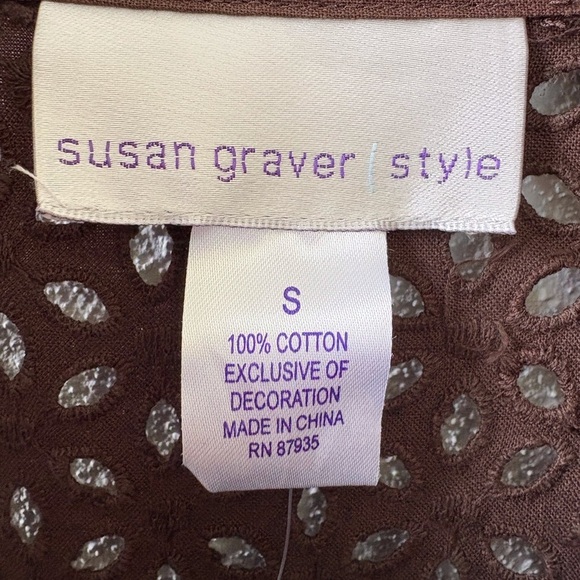 susan graver | style
S
100% COTTON
EXCLUSIVE OF
DECORATION
MADE IN CHINA
RN 87935